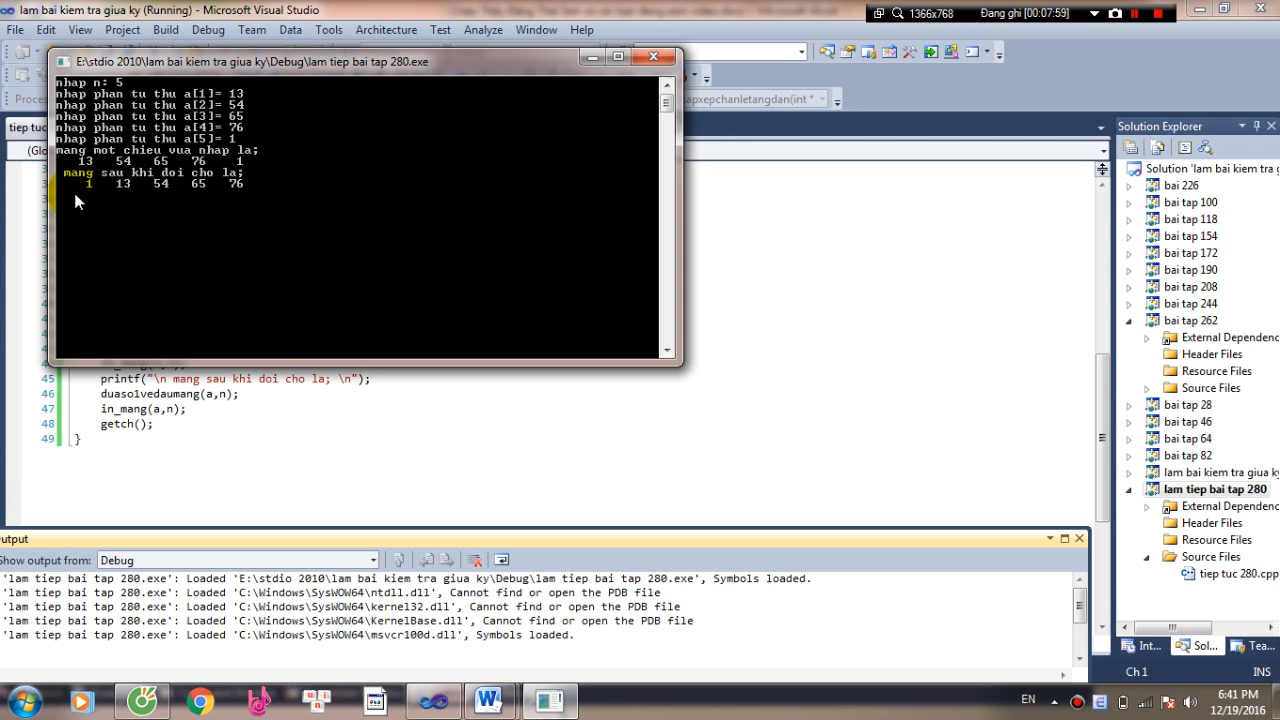 lam bai kiem tra giua ky (Running) - Microsoft Visual Studio
1366x768 Đang ghi [00:07:59]
File Edit View Project Build Debug Team Data Tools Architecture Test Analyze Window Help
E:\stdio 2010\lam bai kiem tra giua ky\Debug\lam tiep bai tap 280.exe
nhap n: 5
nhap phan tu thu a[1]= 13
nhap phan tu thu a[2]= 54
nhap phan tu thu a[3]= 65
nhap phan tu thu a[4]= 76
nhap phan tu thu a[5]= 1
mang mot chieu vua nhap la;
13 54 65 76 1
mang sau khi doi cho la;
1 13 54 65 76
Proces
apxepchanletangdan(int *
tiep tuc
(Glo
45 printf("\n mang sau khi doi cho la; \n");
46 duaso1vedaumang(a,n);
47 in_mang(a,n);
48 getch();
49 }
Solution Explorer
Solution 'lam bai kiem tra g
bai 226
bai tap 100
bai tap 118
bai tap 154
bai tap 172
bai tap 190
bai tap 208
bai tap 244
bai tap 262
External Dependenc
Header Files
Resource Files
Source Files
bai tap 28
bai tap 46
bai tap 64
bai tap 82
lam bai kiem tra giua ky
lam tiep bai tap 280
External Dependenc
Header Files
Resource Files
Source Files
tiep tuc 280.cpp
Int... Sol... Tea...
utput
Show output from: Debug
'lam tiep bai tap 280.exe': Loaded 'E:\stdio 2010\lam bai kiem tra giua ky\Debug\lam tiep bai tap 280.exe', Symbols loaded.
'lam tiep bai tap 280.exe': Loaded 'C:\Windows\SysWOW64\ntdll.dll', Cannot find or open the PDB file
'lam tiep bai tap 280.exe': Loaded 'C:\Windows\SysWOW64\kernel32.dll', Cannot find or open the PDB file
'lam tiep bai tap 280.exe': Loaded 'C:\Windows\SysWOW64\KernelBase.dll', Cannot find or open the PDB file
'lam tiep bai tap 280.exe': Loaded 'C:\Windows\SysWOW64\msvcr100d.dll', Symbols loaded.
Ch 1 INS
EN
6:41 PM
12/19/2016